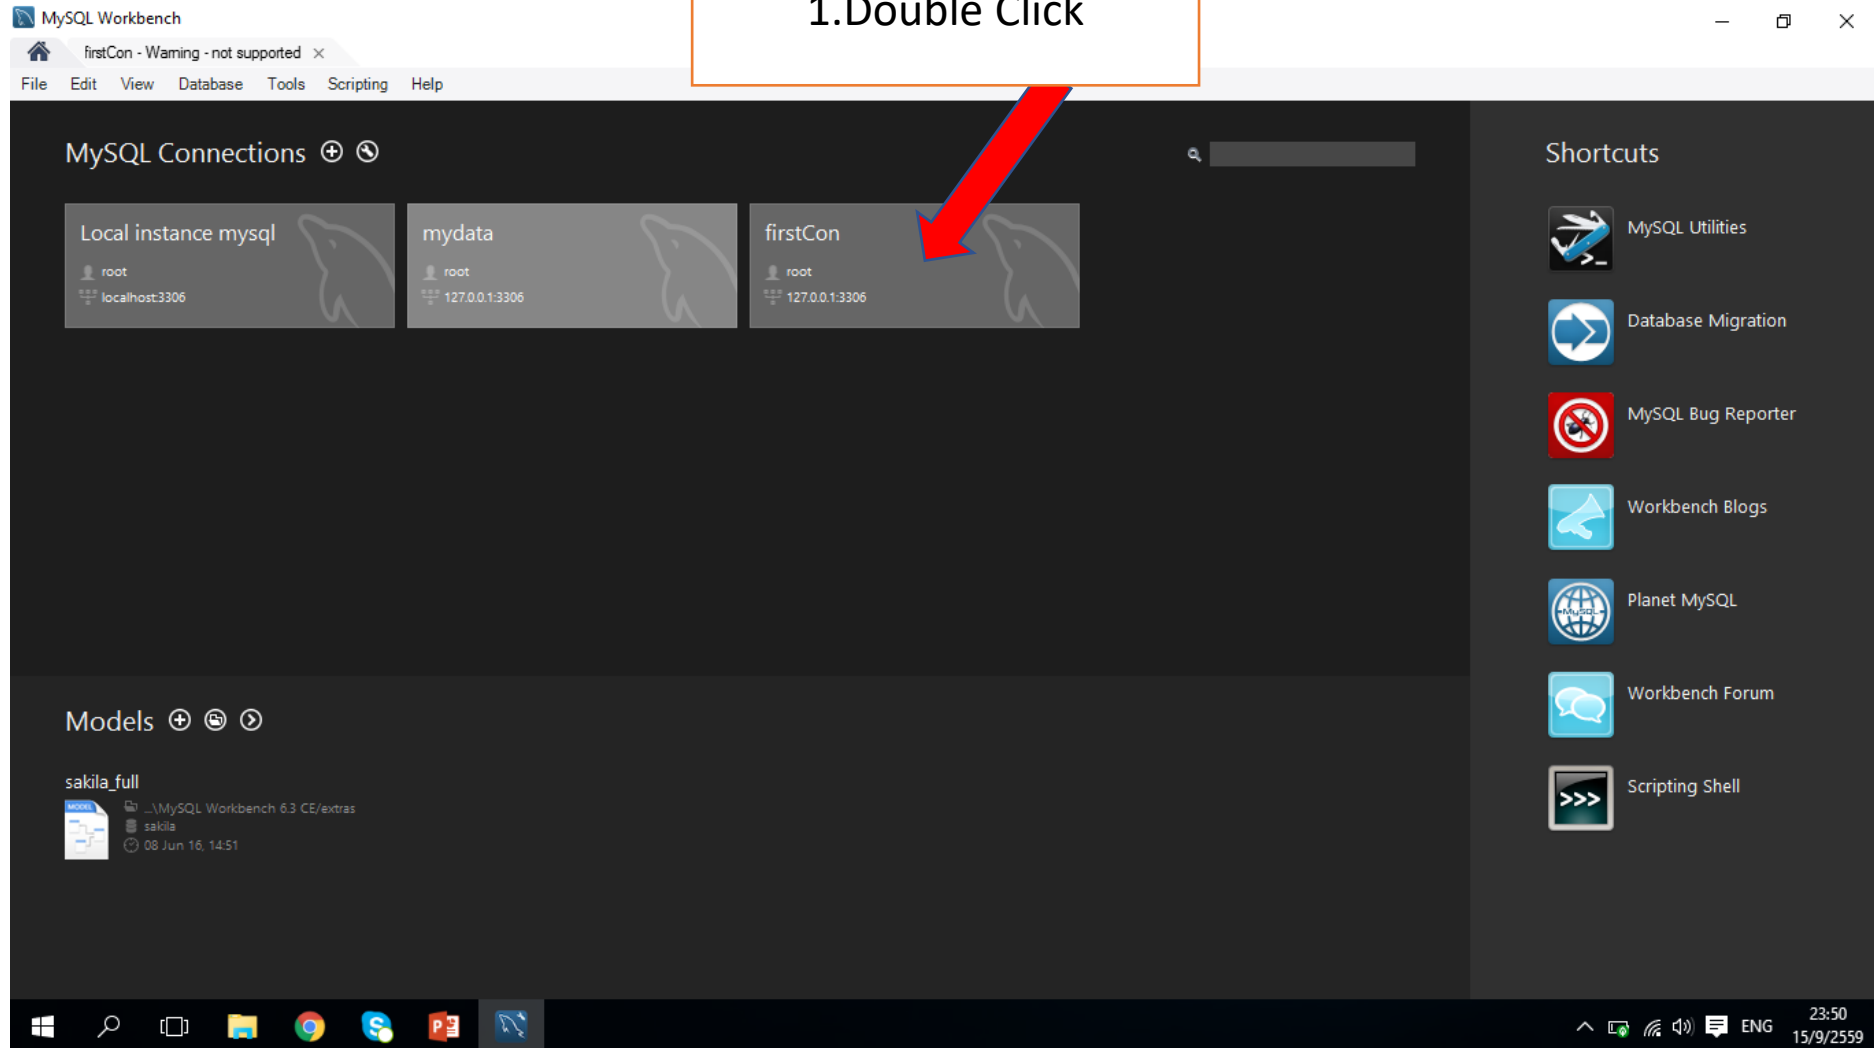 1.Double Click
MySQL Workbench
firstCon - Warning - not supported
File Edit View Database Tools Scripting Help
MySQL Connections
Shortcuts
Local instance mysql
root
localhost:3306
mydata
root
127.0.0.1:3306
firstCon
root
127.0.0.1:3306
MySQL Utilities
Database Migration
MySQL Bug Reporter
Workbench Blogs
MySQL
Planet MySQL
Workbench Forum
>>>
Scripting Shell
Models
sakila_full
MODEL
...\MySQL Workbench 6.3 CE/extras
sakila
08 Jun 16, 14:51
ENG
23:50
15/9/2559